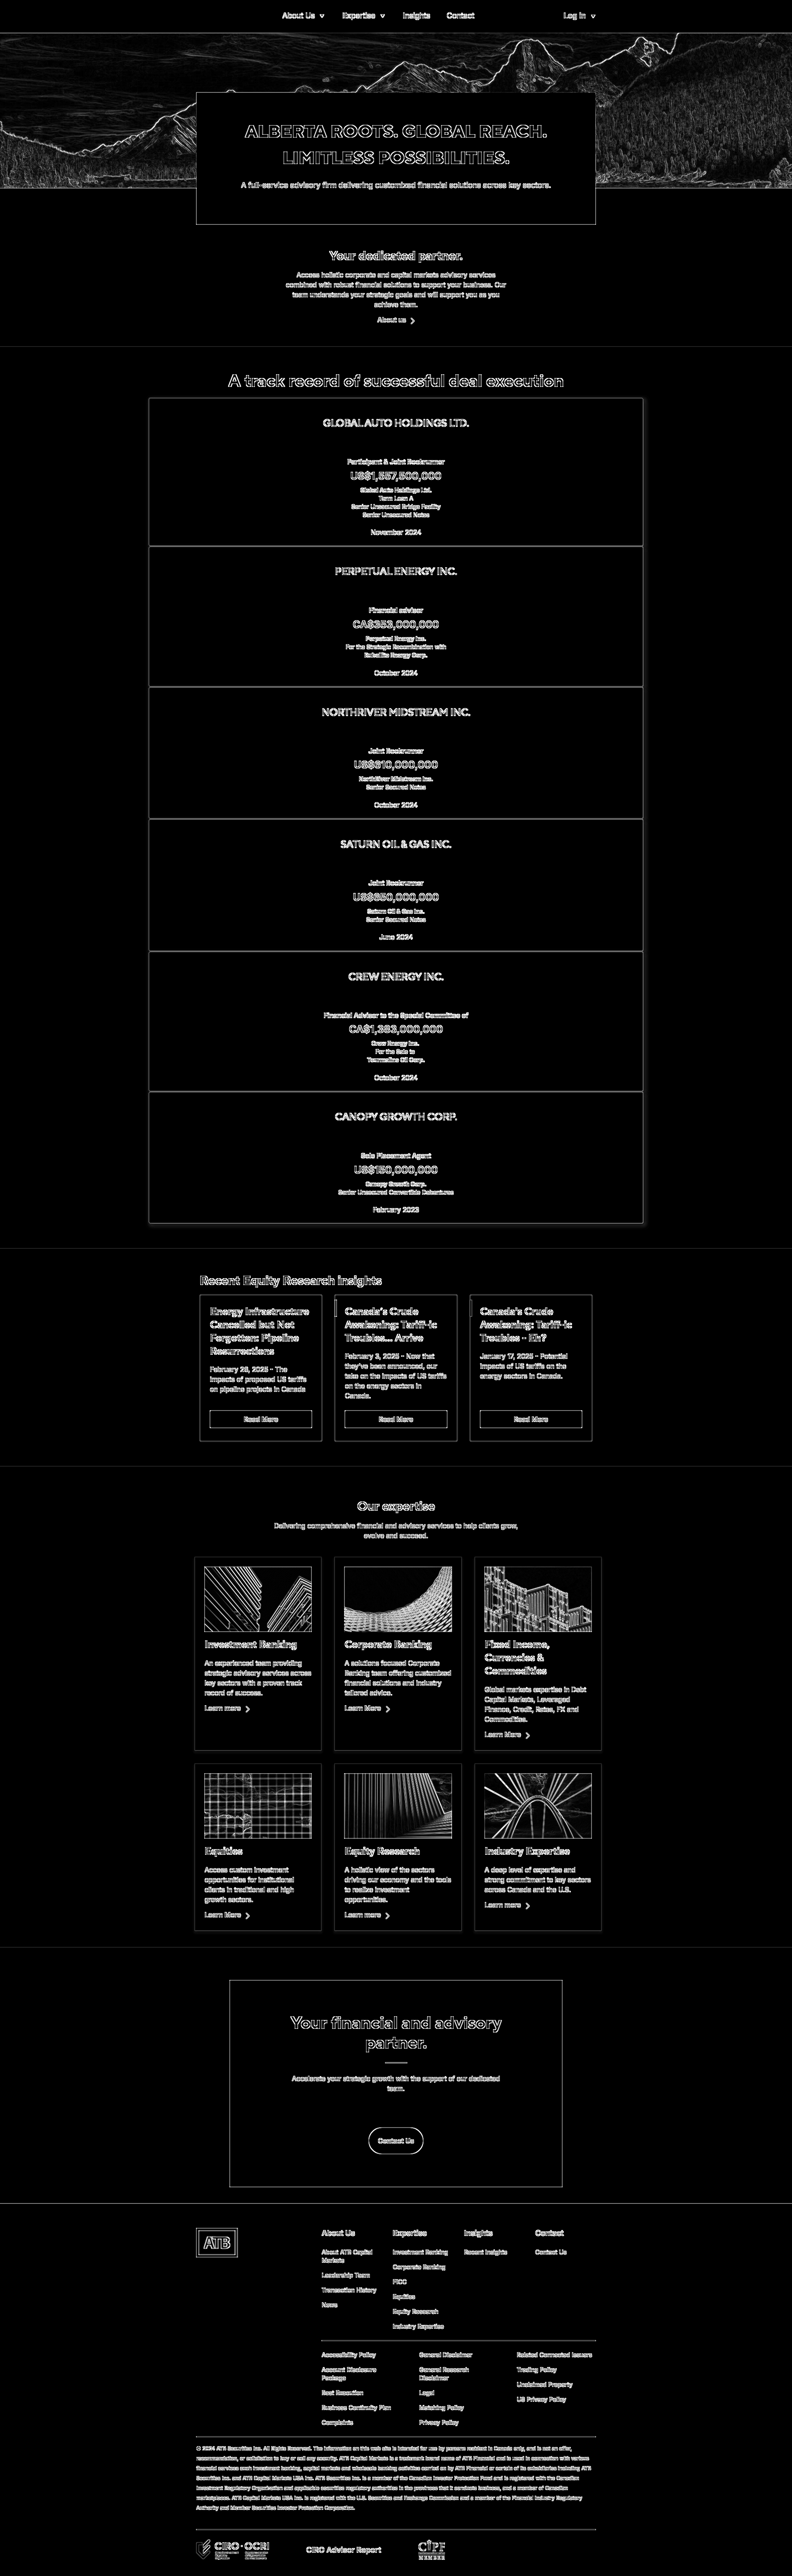 About Us
Expertise
Insights
Contact
Log in
ALBERTA ROOTS. GLOBAL REACH.
LIMITLESS POSSIBILITIES.
A full-service advisory firm delivering customized financial solutions across key sectors.
Your dedicated partner.
Access holistic corporate and capital markets advisory services
combined with robust financial solutions to support your business. Our
team understands your strategic goals and will support you as you
achieve them.
About us
A track record of successful deal execution
GLOBAL AUTO HOLDINGS LTD.
Participant & Joint Bookrunner
US$1,557,500,000
Global Auto Holdings Ltd.
Term Loan A
Senior Unsecured Bridge Facility
Senior Unsecured Notes
November 2024
PERPETUAL ENERGY INC.
Financial advisor
CA$353,000,000
Perpetual Energy Inc.
For the Strategic Recombination with
Rubellite Energy Corp.
October 2024
NORTHRIVER MIDSTREAM INC.
Joint Bookrunner
NorthRiver Midstream Inc.
Senior Secured Notes
October 2024
SATURN OIL & GAS INC.
Joint Bookrunner
US$650,000,000
Saturn Oil & Gas Inc.
Senior Secured Notes
June 2024
CREW ENERGY INC.
Financial Advisor to the Special Committee of
CA$1,383,000,000
Crew Energy Inc.
For the Sale to
Tourmaline Oil Corp.
October 2024
CANOPY GROWTH CORP.
Sole Placement Agent
US$150,000,000
Canopy Growth Corp.
Senior Unsecured Convertible Debentures
February 2023
Recent Equity Research insights
Energy Infrastructure
Cancelled but Not
Forgotten: Pipeline
Resurrections
February 26, 2025 - The
impacts of proposed US tariffs
on pipeline projects in Canada
Read More
Canada's Crude
Awakening: Tariff-ic
Troubles... Arrive
February 3, 2025 - Now that
they've been announced, our
take on the impacts of US tariffs
on the energy sectors in
Canada.
Read More
Canada's Crude
Awakening: Tariff-ic
Troubles - Eh?
January 17, 2025 - Potential
impacts of US tariffs on the
energy sectors in Canada.
Read More
Our expertise
Delivering comprehensive financial and advisory services to help clients grow,
evolve and succeed.
Investment Banking
An experienced team providing
strategic advisory services across
key sectors with a proven track
record of success.
Learn more
Corporate Banking
A solutions focused Corporate
Banking team offering customized
financial solutions and industry
tailored advice.
Learn More
Fixed Income,
Currencies &
Commodities
Global markets expertise in Debt
Capital Markets, Leveraged
Finance, Credit, Rates, FX and
Commodities.
Learn More
Equities
Access custom investment
opportunities for institutional
clients in traditional and high
growth sectors.
Learn More
Equity Research
A holistic view of the sectors
driving our economy and the tools
to realize investment
opportunities.
Learn more
Industry Expertise
A deep level of expertise and
strong commitment to key sectors
across Canada and the U.S.
Learn more
Your financial and advisory
partner.
Accelerate your strategic growth with the support of our dedicated
team.
Contact Us
ATB
About Us
About ATB Capital
Markets
Leadership Team
Transaction History
News
Expertise
Investment Banking
Corporate Banking
FICC
Equities
Equity Research
Industry Expertise
Insights
Recent Insights
Contact
Contact Us
Accessibility Policy
Account Disclosure
Package
Best Execution
Business Continuity Plan
Complaints
General Disclaimer
General Research
Disclaimer
Legal
Matching Policy
Privacy Policy
Related Connected Issuers
Trading Policy
Unclaimed Property
US Privacy Policy
© 2024 ATB Securities Inc. All Rights Reserved. The information on this web site is intended for use by persons resident in Canada only, and is not an offer,
recommendation, or solicitation to buy or sell any security. ATB Capital Markets is a trademark brand name of ATB Financial and is used in connection with various
financial services such investment banking, capital markets and wholesale banking activities carried on by ATB Financial or certain of its subsidiaries including ATB
Securities Inc. and ATB Capital Markets USA Inc. ATB Securities Inc. is a member of the Canadian Investor Protection Fund and is registered with the Canadian
Investment Regulatory Organization and applicable securities regulatory authorities in the provinces that it conducts business, and a member of Canadian
marketplaces. ATB Capital Markets USA Inc. is registered with the U.S. Securities and Exchange Commission and a member of the Financial Industry Regulatory
Authority and Member Securities Investor Protection Corporation.
CIRO · OCRI
CIRO Advisor Report
CIPF
MEMBER